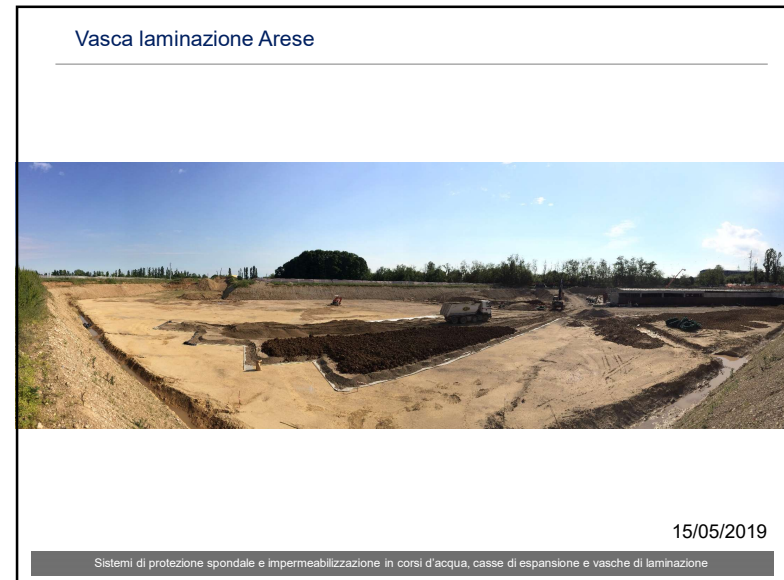 Vasca laminazione Arese
15/05/2019
Sistemi di protezione spondale e impermeabilizzazione in corsi d'acqua, casse di espansione e vasche di laminazione